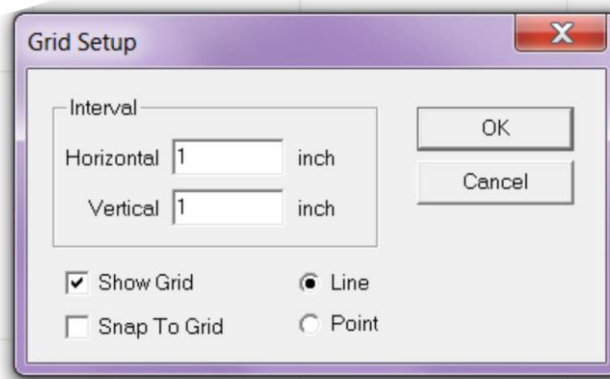 Grid Setup
X
Interval
Horizontal 1 inch
Vertical 1 inch
OK
Cancel
Show Grid
Line
Snap To Grid
Point